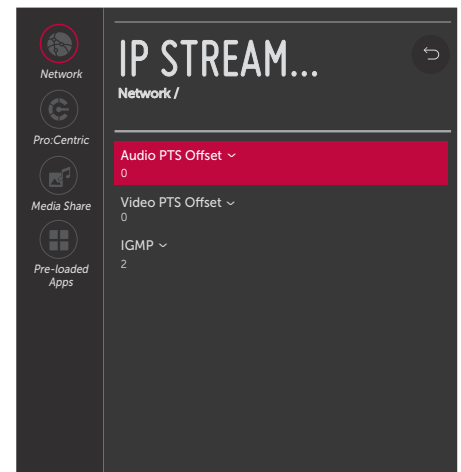 Network
Pro:Centric
Media Share
Pre-loaded
Apps
IP STREAM...
Network /
Audio PTS Offset
0
Video PTS Offset
0
IGMP
2